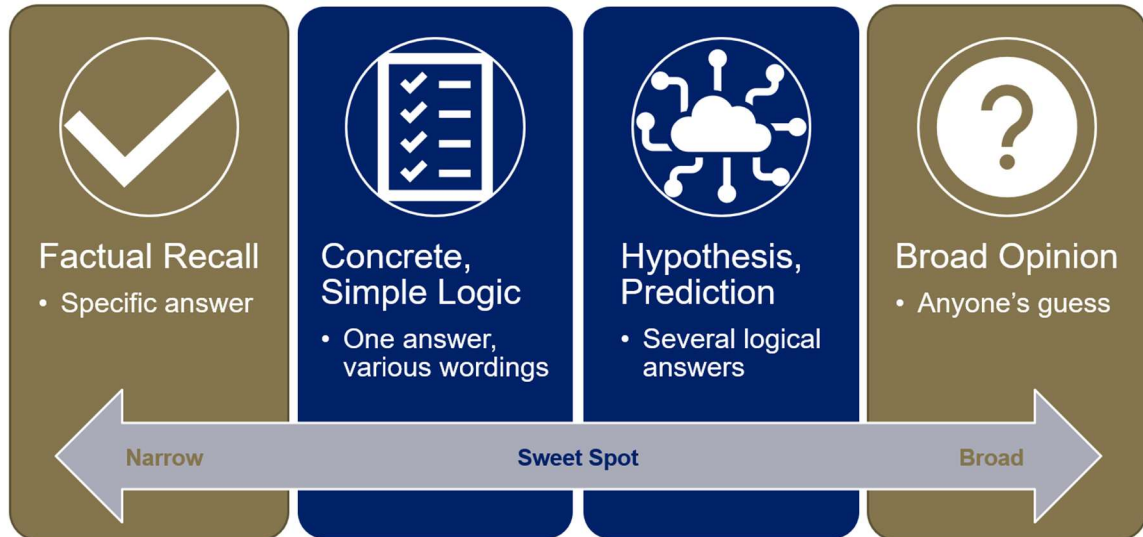 Factual Recall
• Specific answer
Concrete,
Simple Logic
• One answer,
various wordings
Hypothesis,
Prediction
• Several logical
answers
Broad Opinion
• Anyone’s guess
Narrow
Sweet Spot
Broad